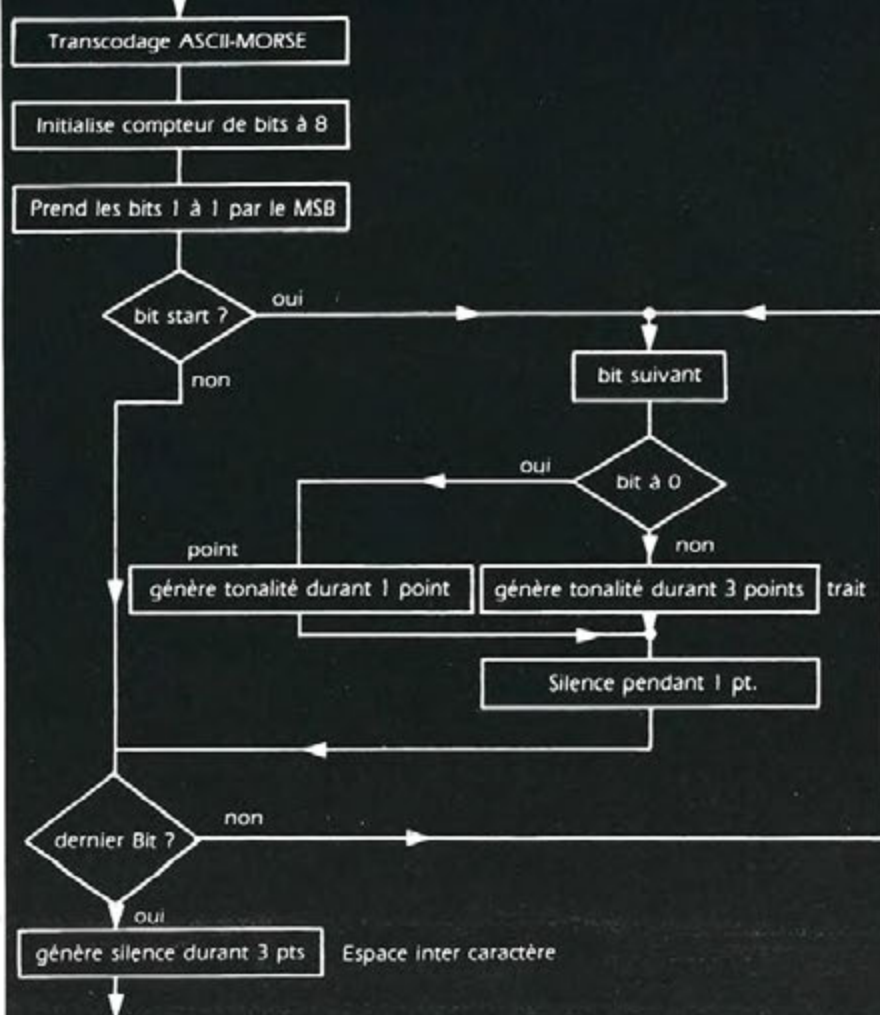 Transcodage ASCII-MORSE
Initialise compteur de bits à 8
Prend les bits 1 à 1 par le MSB
bit start ?
oui
non
bit suivant
bit à 0
oui
non
point
génère tonalité durant 1 point
génère tonalité durant 3 points
trait
Silence pendant 1 pt.
dernier Bit ?
non
oui
génère silence durant 3 pts
Espace inter caractère